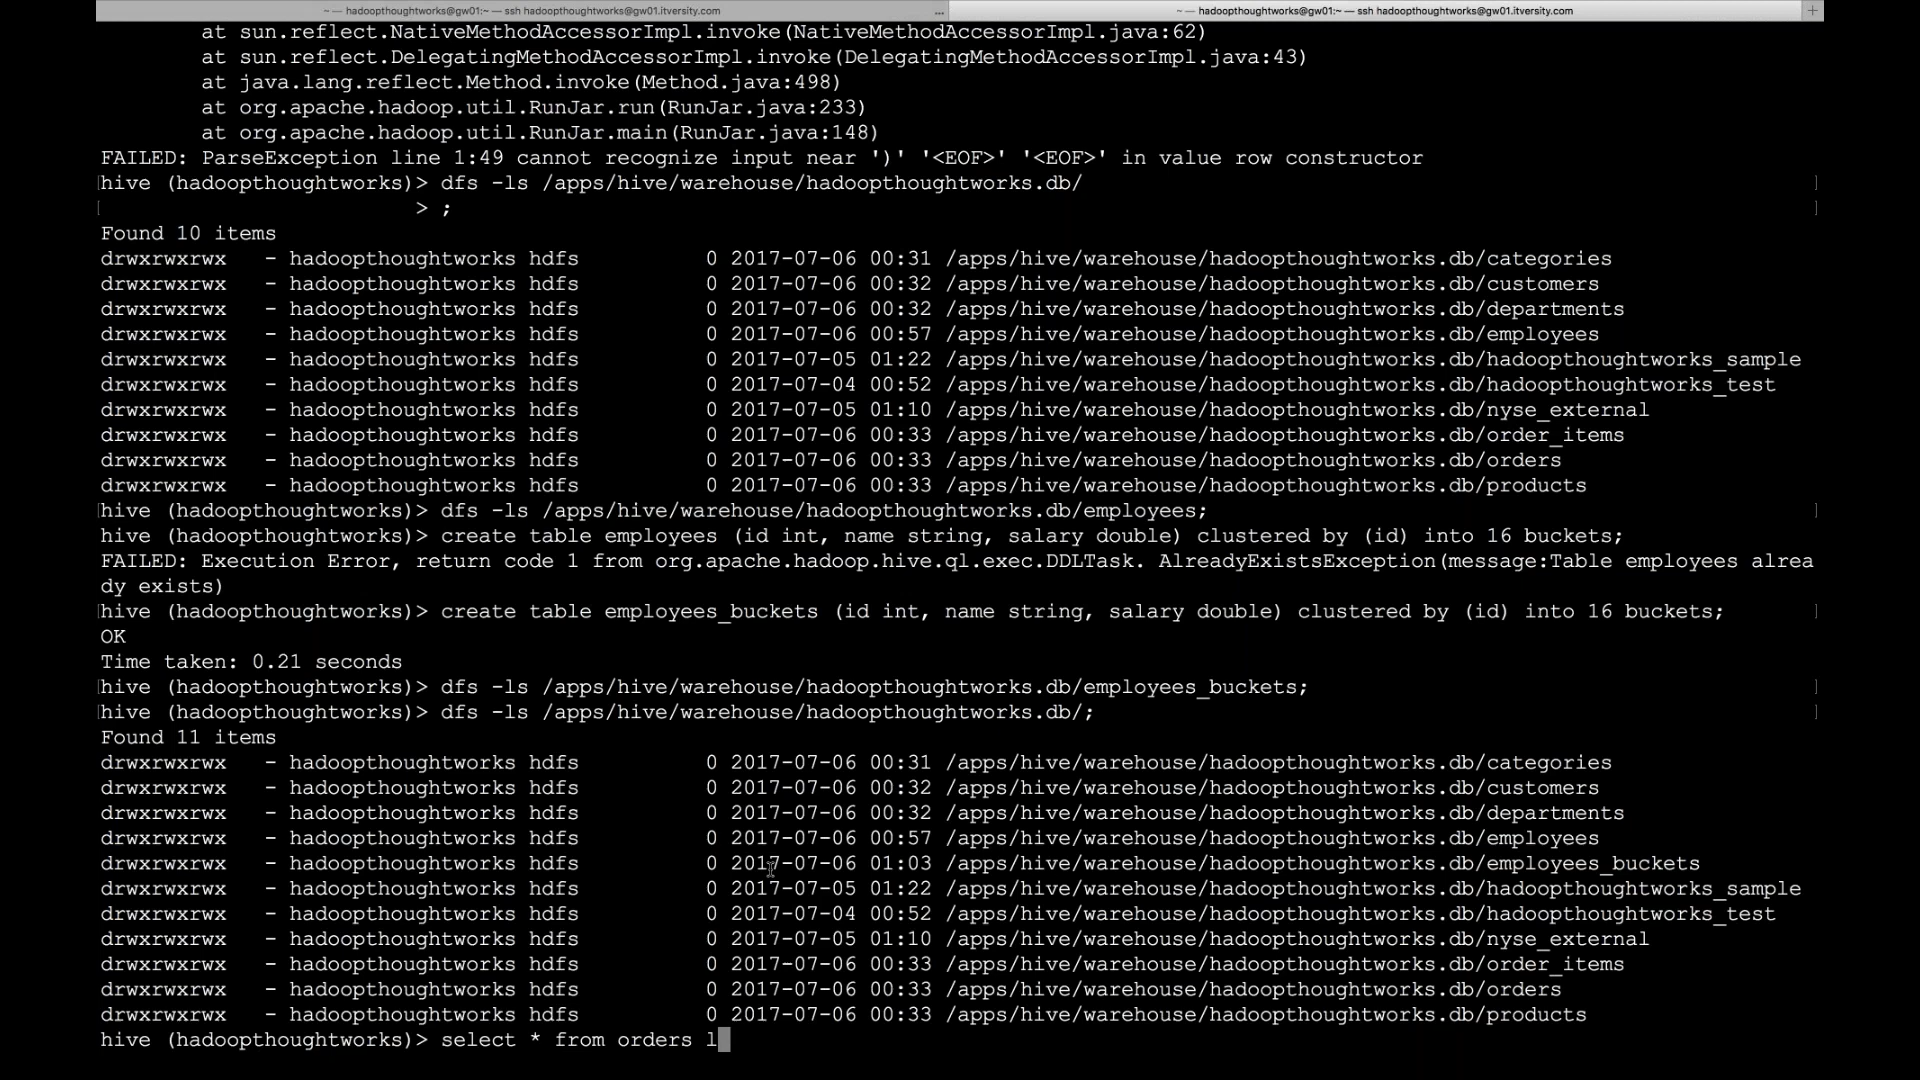 ~ — hadoopthoughtworks@gw01:~ — ssh hadoopthoughtworks@gw01.itversity.com ... ~ — hadoopthoughtworks@gw01:~ — ssh hadoopthoughtworks@gw01.itversity.com +
at sun.reflect.NativeMethodAccessorImpl.invoke(NativeMethodAccessorImpl.java:62)
at sun.reflect.DelegatingMethodAccessorImpl.invoke(DelegatingMethodAccessorImpl.java:43)
at java.lang.reflect.Method.invoke(Method.java:498)
at org.apache.hadoop.util.RunJar.run(RunJar.java:233)
at org.apache.hadoop.util.RunJar.main(RunJar.java:148)
FAILED: ParseException line 1:49 cannot recognize input near ')' '<EOF>' '<EOF>' in value row constructor
[hive (hadoopthoughtworks)> dfs -ls /apps/hive/warehouse/hadoopthoughtworks.db/ ]
[ > ; ]
Found 10 items
drwxrwxrwx - hadoopthoughtworks hdfs 0 2017-07-06 00:31 /apps/hive/warehouse/hadoopthoughtworks.db/categories
drwxrwxrwx - hadoopthoughtworks hdfs 0 2017-07-06 00:32 /apps/hive/warehouse/hadoopthoughtworks.db/customers
drwxrwxrwx - hadoopthoughtworks hdfs 0 2017-07-06 00:32 /apps/hive/warehouse/hadoopthoughtworks.db/departments
drwxrwxrwx - hadoopthoughtworks hdfs 0 2017-07-06 00:57 /apps/hive/warehouse/hadoopthoughtworks.db/employees
drwxrwxrwx - hadoopthoughtworks hdfs 0 2017-07-05 01:22 /apps/hive/warehouse/hadoopthoughtworks.db/hadoopthoughtworks_sample
drwxrwxrwx - hadoopthoughtworks hdfs 0 2017-07-04 00:52 /apps/hive/warehouse/hadoopthoughtworks.db/hadoopthoughtworks_test
drwxrwxrwx - hadoopthoughtworks hdfs 0 2017-07-05 01:10 /apps/hive/warehouse/hadoopthoughtworks.db/nyse_external
drwxrwxrwx - hadoopthoughtworks hdfs 0 2017-07-06 00:33 /apps/hive/warehouse/hadoopthoughtworks.db/order_items
drwxrwxrwx - hadoopthoughtworks hdfs 0 2017-07-06 00:33 /apps/hive/warehouse/hadoopthoughtworks.db/orders
drwxrwxrwx - hadoopthoughtworks hdfs 0 2017-07-06 00:33 /apps/hive/warehouse/hadoopthoughtworks.db/products
[hive (hadoopthoughtworks)> dfs -ls /apps/hive/warehouse/hadoopthoughtworks.db/employees; ]
hive (hadoopthoughtworks)> create table employees (id int, name string, salary double) clustered by (id) into 16 buckets;
FAILED: Execution Error, return code 1 from org.apache.hadoop.hive.ql.exec.DDLTask. AlreadyExistsException(message:Table employees alrea
dy exists)
[hive (hadoopthoughtworks)> create table employees_buckets (id int, name string, salary double) clustered by (id) into 16 buckets; ]
OK
Time taken: 0.21 seconds
[hive (hadoopthoughtworks)> dfs -ls /apps/hive/warehouse/hadoopthoughtworks.db/employees_buckets; ]
[hive (hadoopthoughtworks)> dfs -ls /apps/hive/warehouse/hadoopthoughtworks.db/; ]
Found 11 items
drwxrwxrwx - hadoopthoughtworks hdfs 0 2017-07-06 00:31 /apps/hive/warehouse/hadoopthoughtworks.db/categories
drwxrwxrwx - hadoopthoughtworks hdfs 0 2017-07-06 00:32 /apps/hive/warehouse/hadoopthoughtworks.db/customers
drwxrwxrwx - hadoopthoughtworks hdfs 0 2017-07-06 00:32 /apps/hive/warehouse/hadoopthoughtworks.db/departments
drwxrwxrwx - hadoopthoughtworks hdfs 0 2017-07-06 00:57 /apps/hive/warehouse/hadoopthoughtworks.db/employees
drwxrwxrwx - hadoopthoughtworks hdfs 0 2017-07-06 01:03 /apps/hive/warehouse/hadoopthoughtworks.db/employees_buckets
drwxrwxrwx - hadoopthoughtworks hdfs 0 2017-07-05 01:22 /apps/hive/warehouse/hadoopthoughtworks.db/hadoopthoughtworks_sample
drwxrwxrwx - hadoopthoughtworks hdfs 0 2017-07-04 00:52 /apps/hive/warehouse/hadoopthoughtworks.db/hadoopthoughtworks_test
drwxrwxrwx - hadoopthoughtworks hdfs 0 2017-07-05 01:10 /apps/hive/warehouse/hadoopthoughtworks.db/nyse_external
drwxrwxrwx - hadoopthoughtworks hdfs 0 2017-07-06 00:33 /apps/hive/warehouse/hadoopthoughtworks.db/order_items
drwxrwxrwx - hadoopthoughtworks hdfs 0 2017-07-06 00:33 /apps/hive/warehouse/hadoopthoughtworks.db/orders
drwxrwxrwx - hadoopthoughtworks hdfs 0 2017-07-06 00:33 /apps/hive/warehouse/hadoopthoughtworks.db/products
hive (hadoopthoughtworks)> select * from orders l